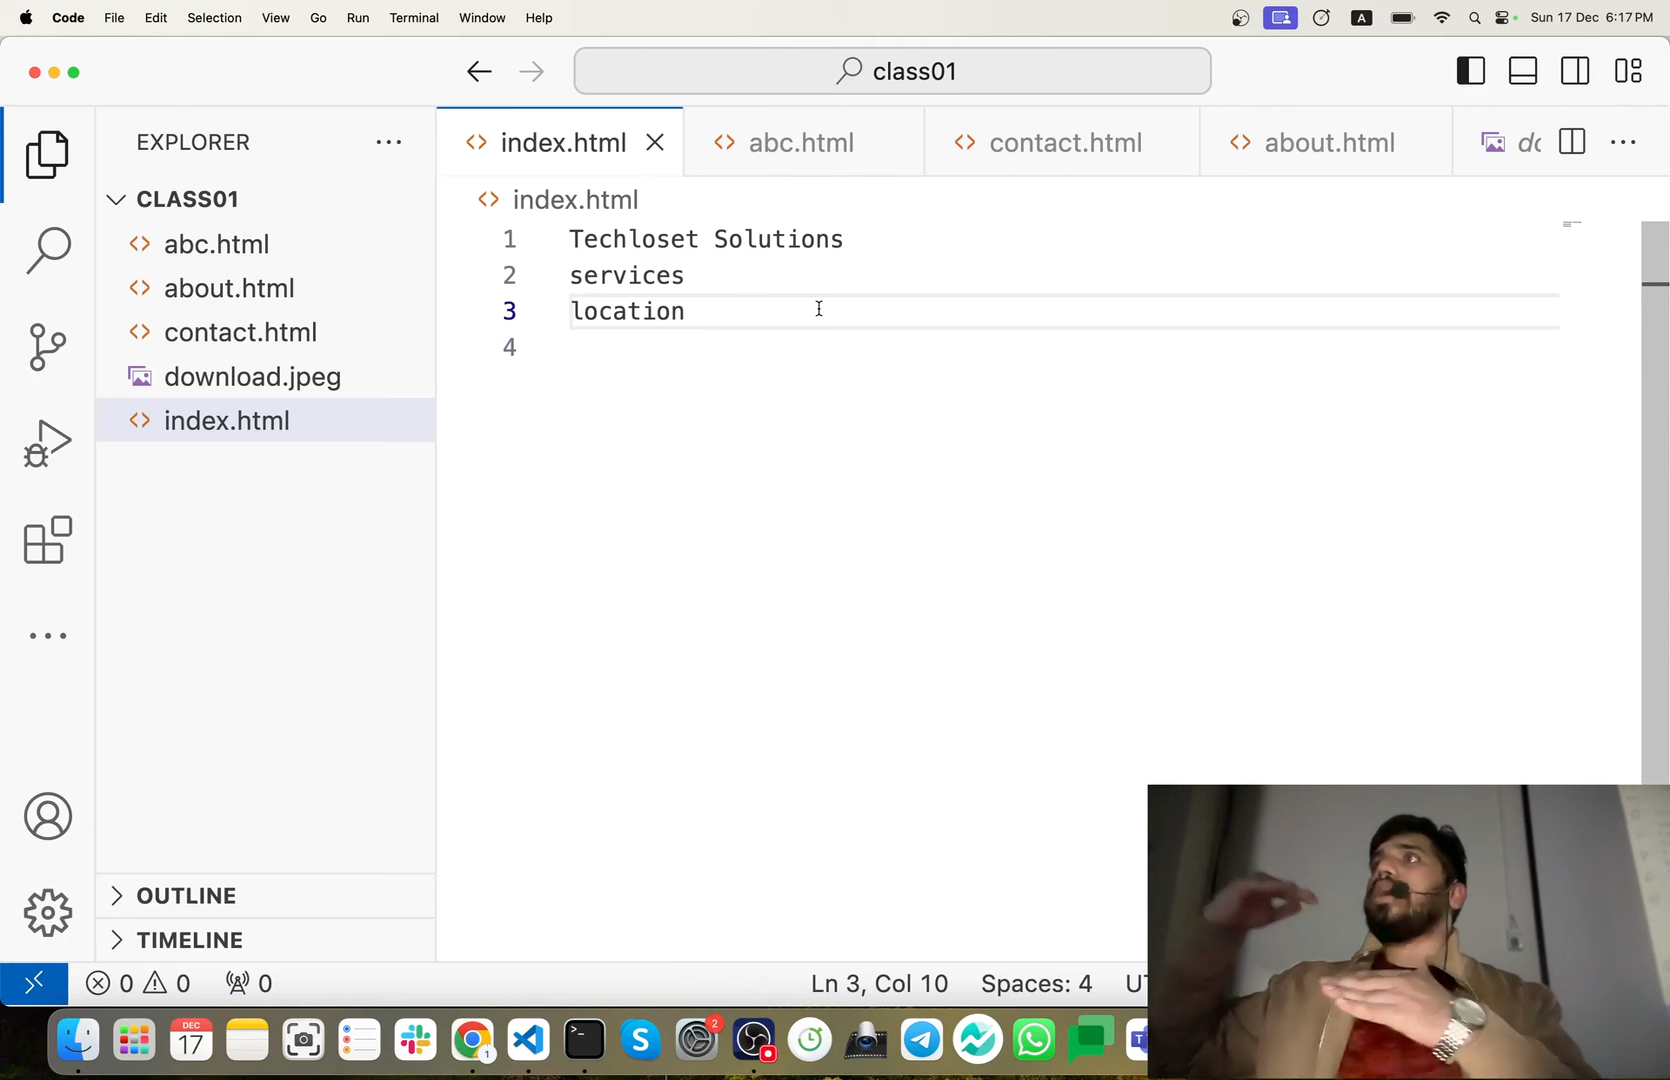 Code File Edit Selection View Go Run Terminal Window Help
A
Sun 17 Dec 6:17 PM
class01
EXPLORER
index.html
abc.html
contact.html
about.html
CLASS01
index.html
abc.html
about.html
contact.html
download.jpeg
index.html
1 Techloset Solutions
2 services
3 location
4
OUTLINE
TIMELINE
0 0 0
Ln 3, Col 10 Spaces: 4
DEC
17
1
2